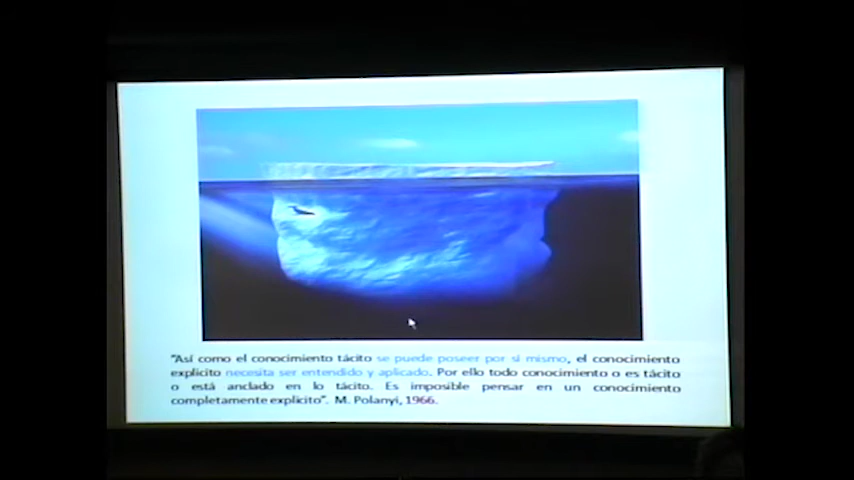 "Así como el conocimiento tácito se puede poseer por sí mismo, el conocimiento
explícito necesita ser entendido y aplicado. Por ello todo conocimiento o es tácito
o está anclado en lo tácito. Es imposible pensar en un conocimiento
completamente explícito". M. Polanyi, 1966.